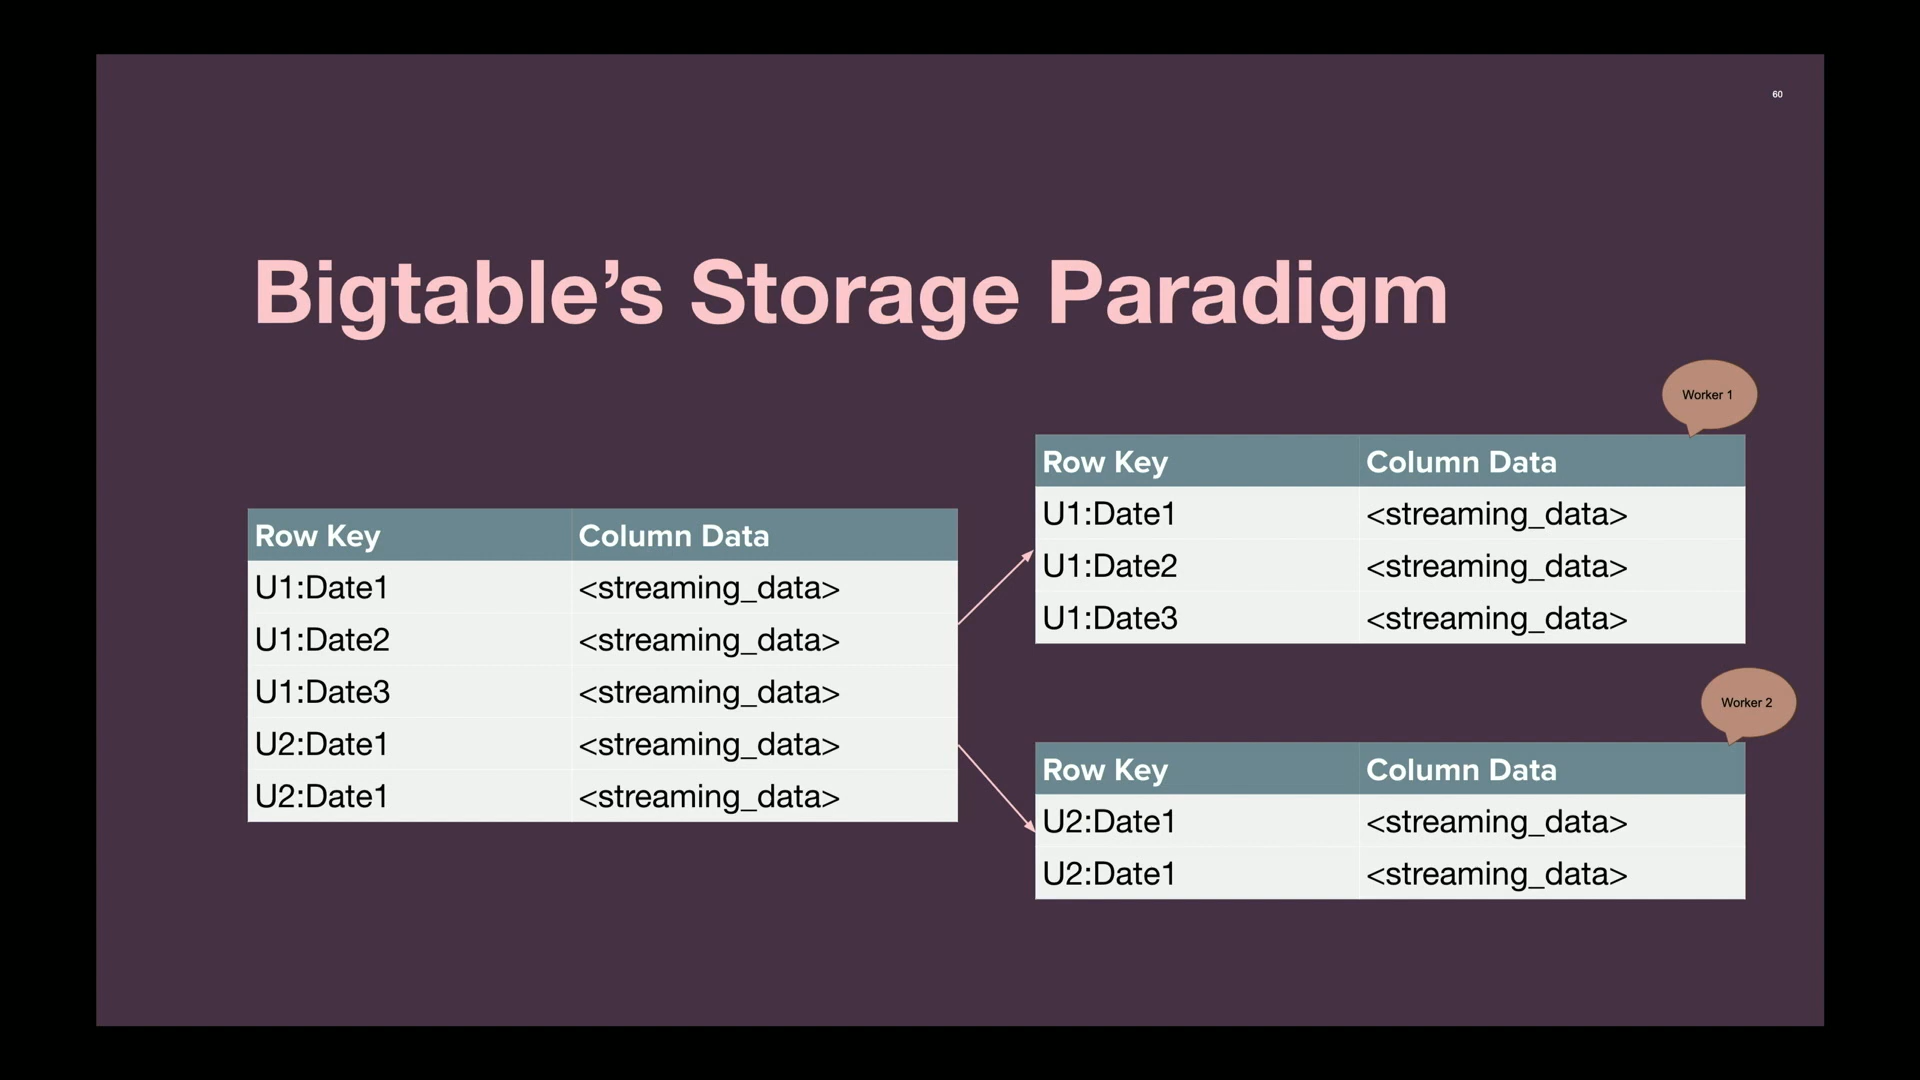 60
Bigtable’s Storage Paradigm
Row Key Column Data
U1:Date1 <streaming_data>
U1:Date2 <streaming_data>
U1:Date3 <streaming_data>
U2:Date1 <streaming_data>
U2:Date1 <streaming_data>
Worker 1
Row Key Column Data
U1:Date1 <streaming_data>
U1:Date2 <streaming_data>
U1:Date3 <streaming_data>
Worker 2
Row Key Column Data
U2:Date1 <streaming_data>
U2:Date1 <streaming_data>